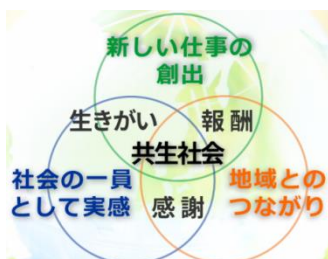 新しい仕事の
創出
生きがい
報酬
共生社会
社会の一員
として実感
地域との
つながり
感謝